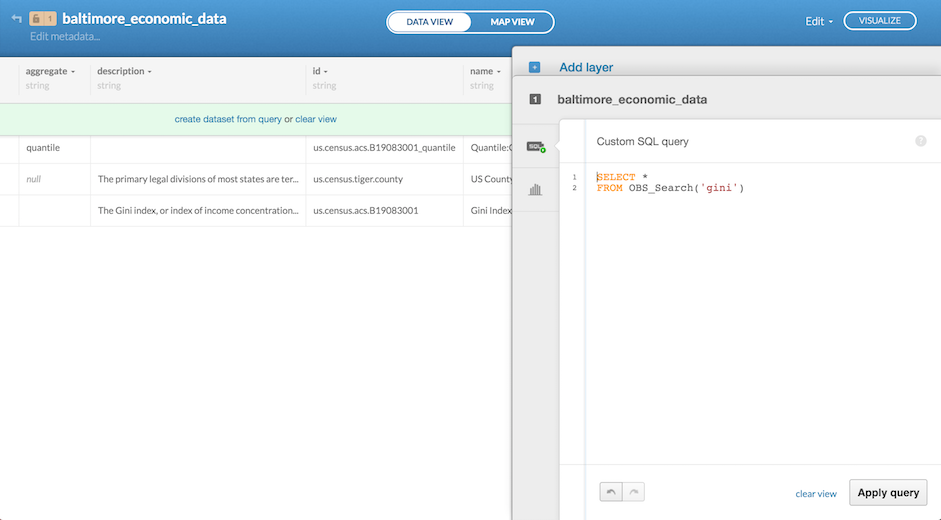 1 baltimore_economic_data DATA VIEW MAP VIEW Edit VISUALIZE
Edit metadata...
Add layer
aggregate description id name
string string string string
1 baltimore_economic_data
create dataset from query or clear view
SQL Custom SQL query ?
quantile us.census.acs.B19083001_quantile Quantile:G
null The primary legal divisions of most states are ter... us.census.tiger.county US County
The Gini index, or index of income concentration... us.census.acs.B19083001 Gini Index
1 SELECT *
2 FROM OBS_Search('gini')
clear view Apply query